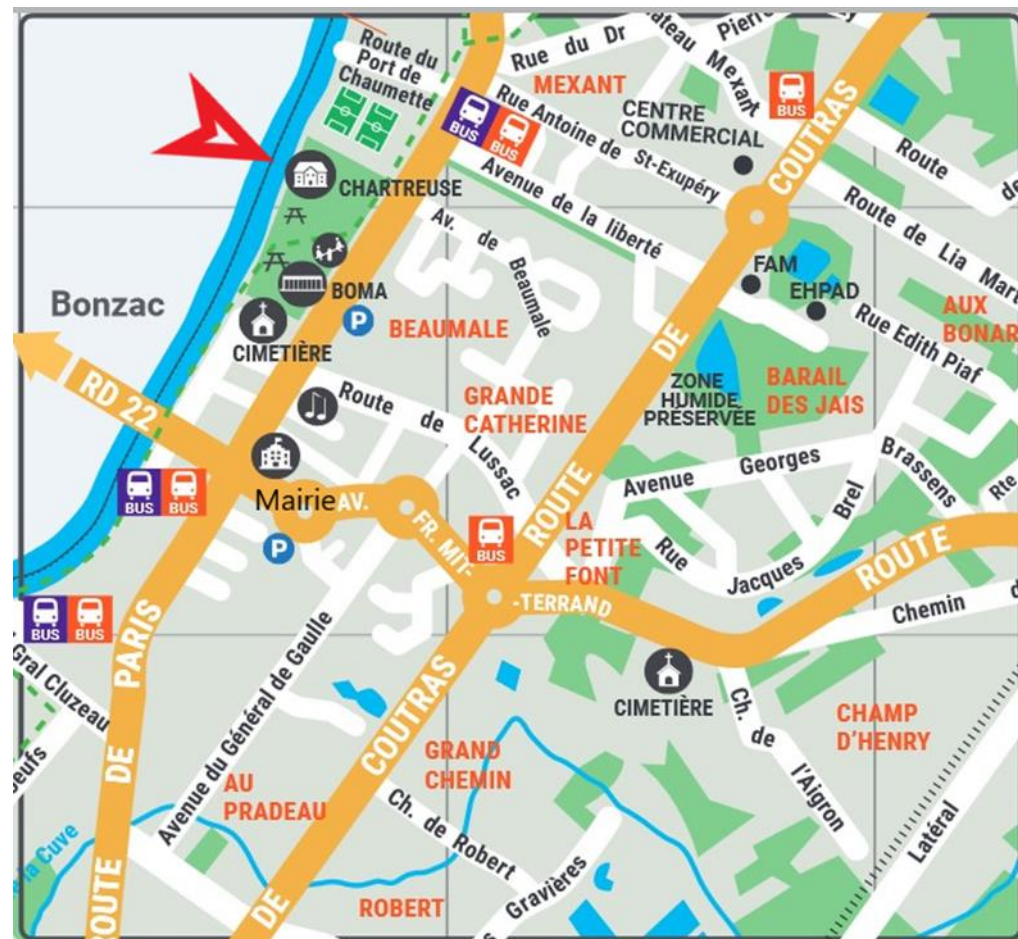 Route du
Port de
Chaumette
Rue du Dr
Pierre
Mexant
MEXANT
BUS
BUS
BUS
Rue Antoine de St-Exupéry
CENTRE
COMMERCIAL
COUTRAS
Route de
CHARTREUSE
Avenue de la liberté
Route de Lia Mart
Av. de Beaumale
FAM
EHPAD
Bonzac
BOMA
P
BEAUMALE
DE
AUX
BONAR
Rue Edith Piaf
CIMETIÈRE
RD 22
Route de Lussac
GRANDE
CATHERINE
ZONE
HUMIDE
PRÉSERVÉE
BARAIL
DES JAIS
Avenue Georges Brassens
Rte
BUS
BUS
Mairie
AV.
FR. MIT-
-TERRAND
BUS
ROUTE
LA
PETITE
FONT
P
Rue Jacques Brel
ROUTE
Chemin d
BUS
BUS
Gral Cluzeau
PARIS
Avenue du Général de Gaulle
CIMETIÈRE
Ch. de l'Aigron
CHAMP
D'HENRY
COUTRAS
GRAND
CHEMIN
DE
AU
PRADEAU
Ch. de Robert
Latéral
la Cuve
ROUTE
DE
ROBERT
Gravières